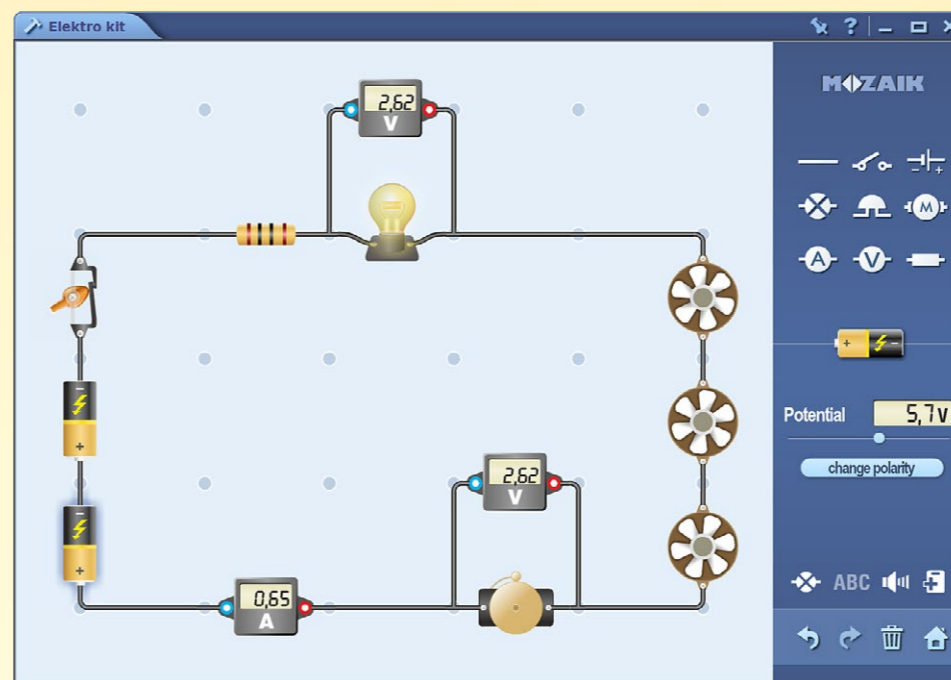 Elektro kit
?
2,62
V
MOZAIK
M
A
V
+
-
Potential
5,7V
change polarity
-
+
2,62
V
-
+
0,65
A
ABC